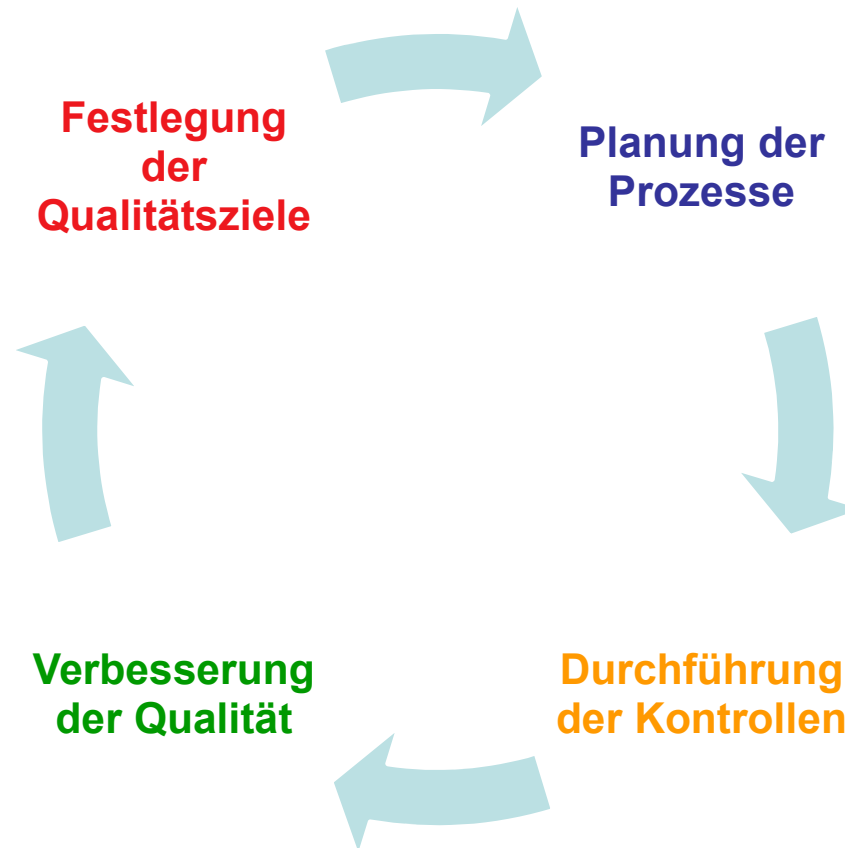 Festlegung
der
Qualitätsziele
Planung der
Prozesse
Verbesserung
der Qualität
Durchführung
der Kontrollen